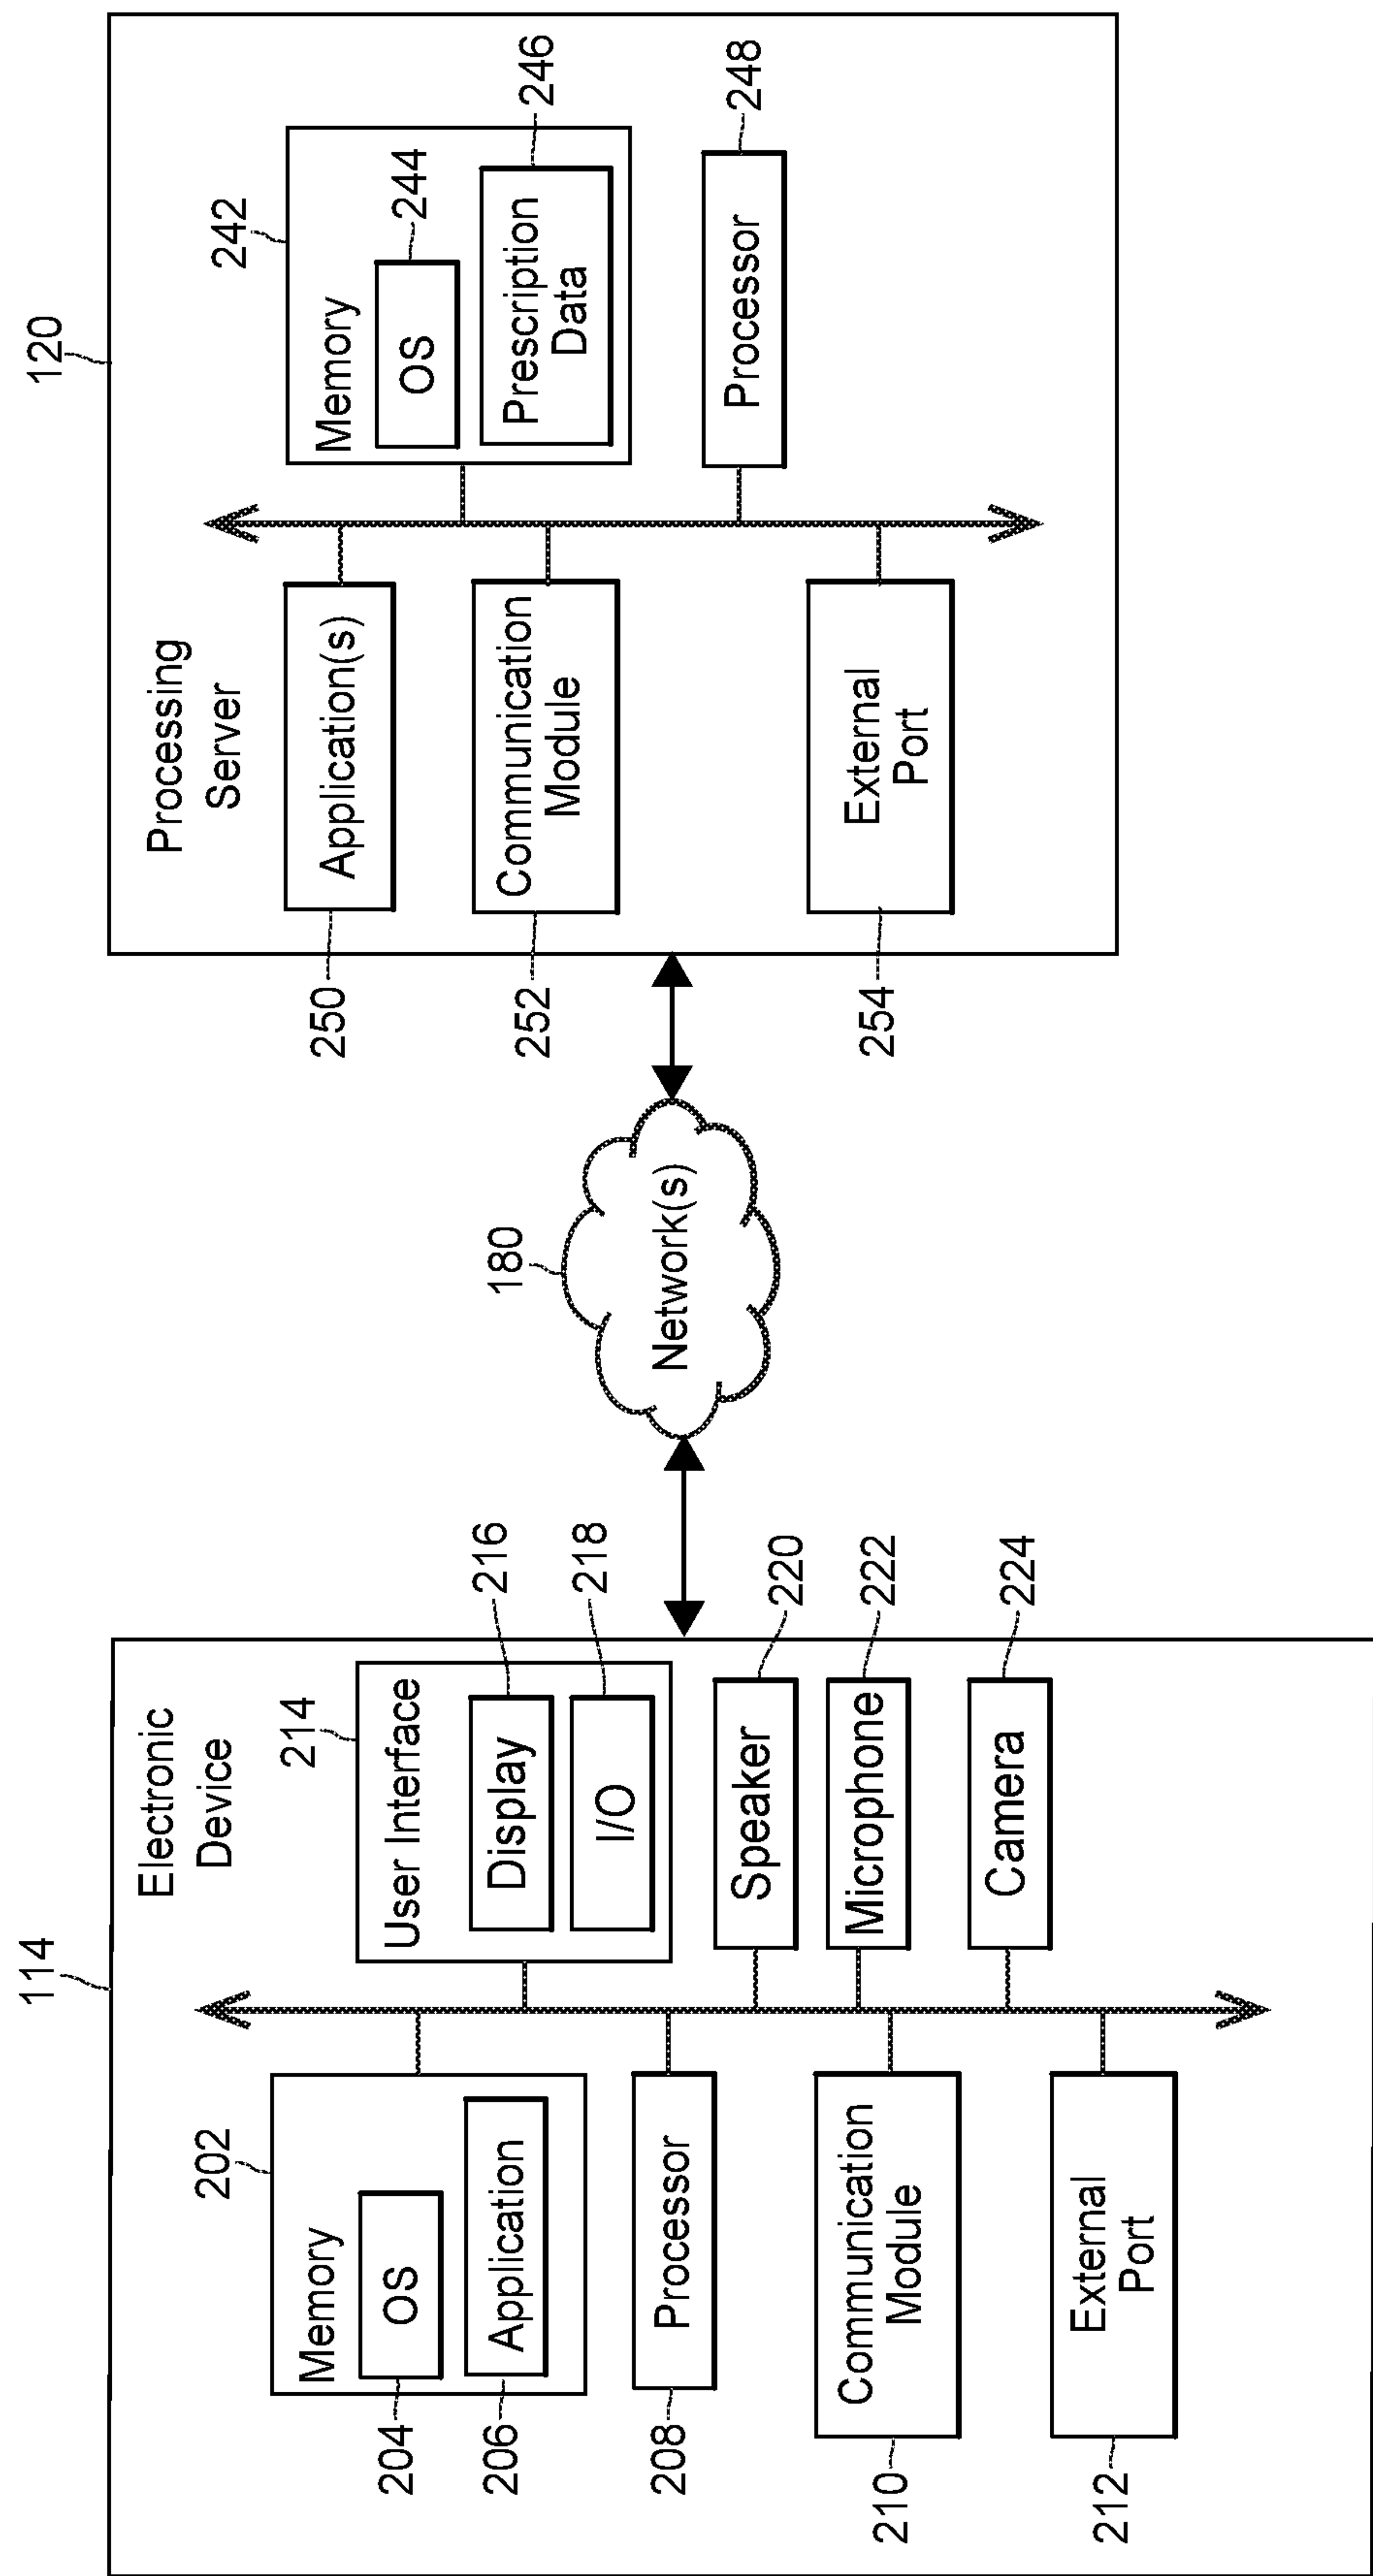 114
Electronic
Device
202
Memory
OS
204
Application
206
Processor
208
Communication
Module
210
External
Port
212
214
User Interface
Display
216
I/O
218
Speaker
220
Microphone
222
Camera
224
180
Network(s)
120
Processing
Server
Application(s)
250
Communication
Module
252
External
Port
254
242
Memory
OS
244
Prescription
Data
246
Processor
248